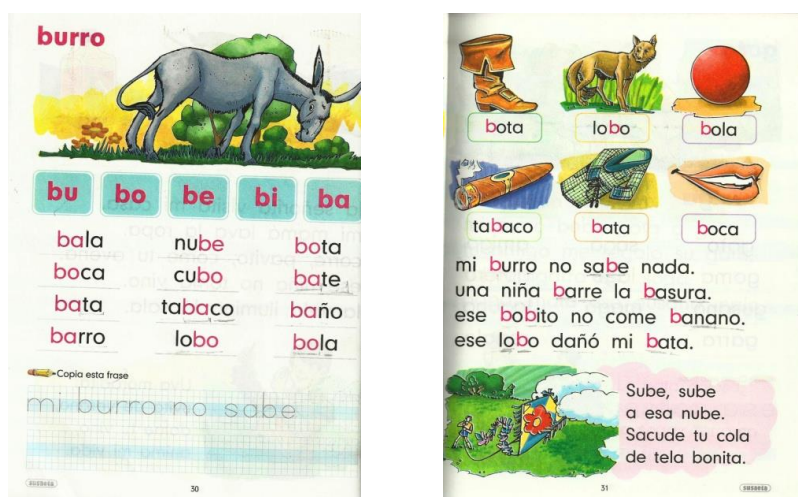 burro
bu bo be bi ba
bala nube bota
boca cubo bate
bata tabaco baño
barro lobo bola
Copia esta frase
mi burro no sabe
SUSAETA
30
bota lobo bola
tabaco bata boca
mi burro no sabe nada.
una niña barre la basura.
ese bobito no come banano.
ese lobo dañó mi bata.
Sube, sube
a esa nube.
Sacude tu cola
de tela bonita.
31
SUSAETA